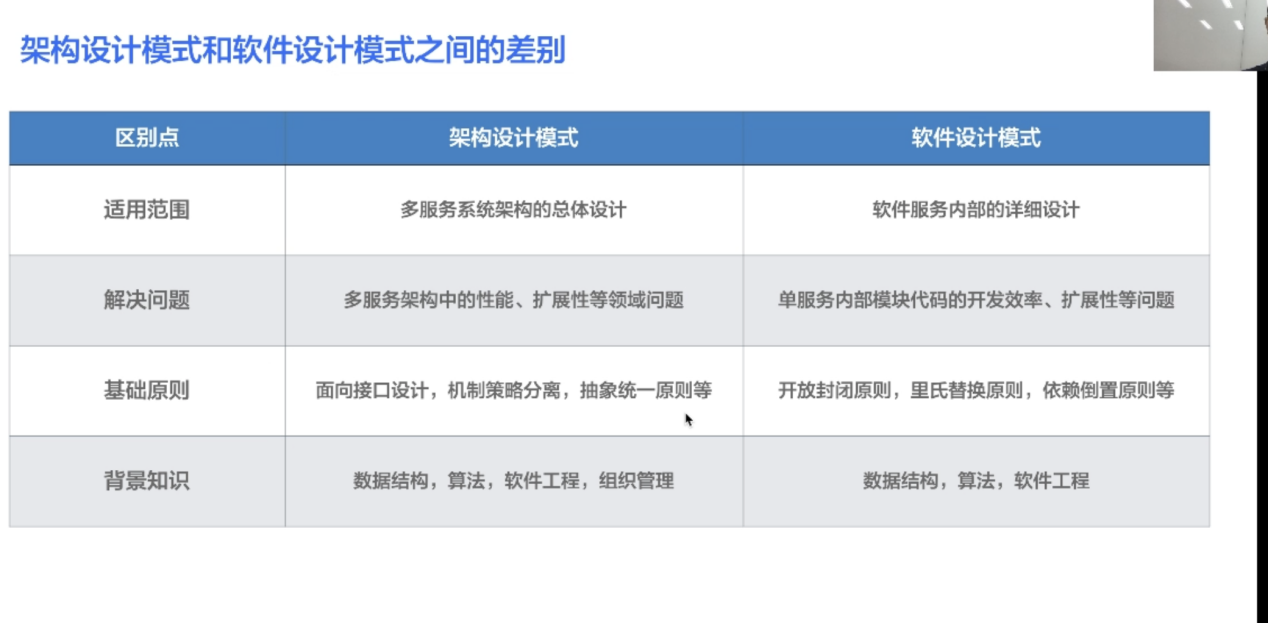 架构设计模式和软件设计模式之间的差别
区别点 架构设计模式 软件设计模式
适用范围 多服务系统架构的总体设计 软件服务内部的详细设计
解决问题 多服务架构中的性能、扩展性等领域问题 单服务内部模块代码的开发效率、扩展性等问题
基础原则 面向接口设计，机制策略分离，抽象统一原则等 开放封闭原则，里氏替换原则，依赖倒置原则等
背景知识 数据结构，算法，软件工程，组织管理 数据结构，算法，软件工程